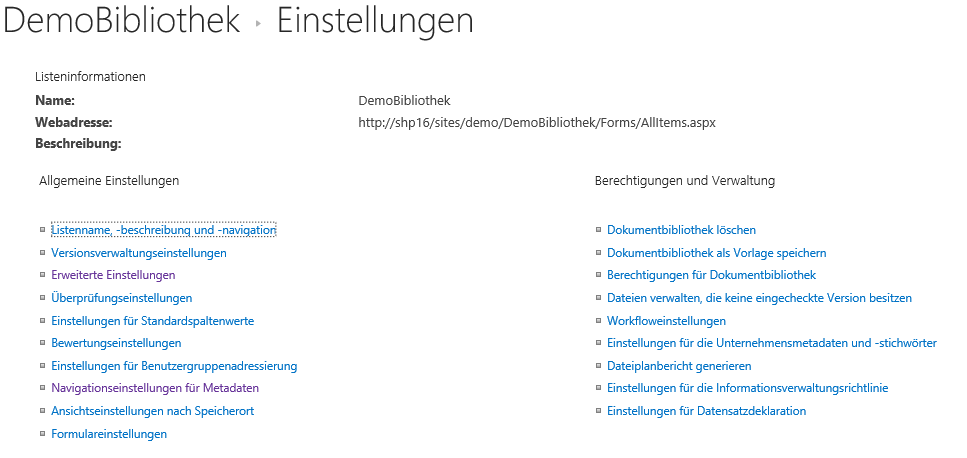 DemoBibliothek ▸ Einstellungen
Listeninformationen
Name: DemoBibliothek
Webadresse: http://shp16/sites/demo/DemoBibliothek/Forms/AllItems.aspx
Beschreibung:
Allgemeine Einstellungen
Listenname, -beschreibung und -navigation
Versionsverwaltungseinstellungen
Erweiterte Einstellungen
Überprüfungseinstellungen
Einstellungen für Standardspaltenwerte
Bewertungseinstellungen
Einstellungen für Benutzergruppenadressierung
Navigationseinstellungen für Metadaten
Ansichtseinstellungen nach Speicherort
Formulareinstellungen
Berechtigungen und Verwaltung
Dokumentbibliothek löschen
Dokumentbibliothek als Vorlage speichern
Berechtigungen für Dokumentbibliothek
Dateien verwalten, die keine eingecheckte Version besitzen
Workfloweinstellungen
Einstellungen für die Unternehmensmetadaten und -stichwörter
Dateiplanbericht generieren
Einstellungen für die Informationsverwaltungsrichtlinie
Einstellungen für Datensatzdeklaration